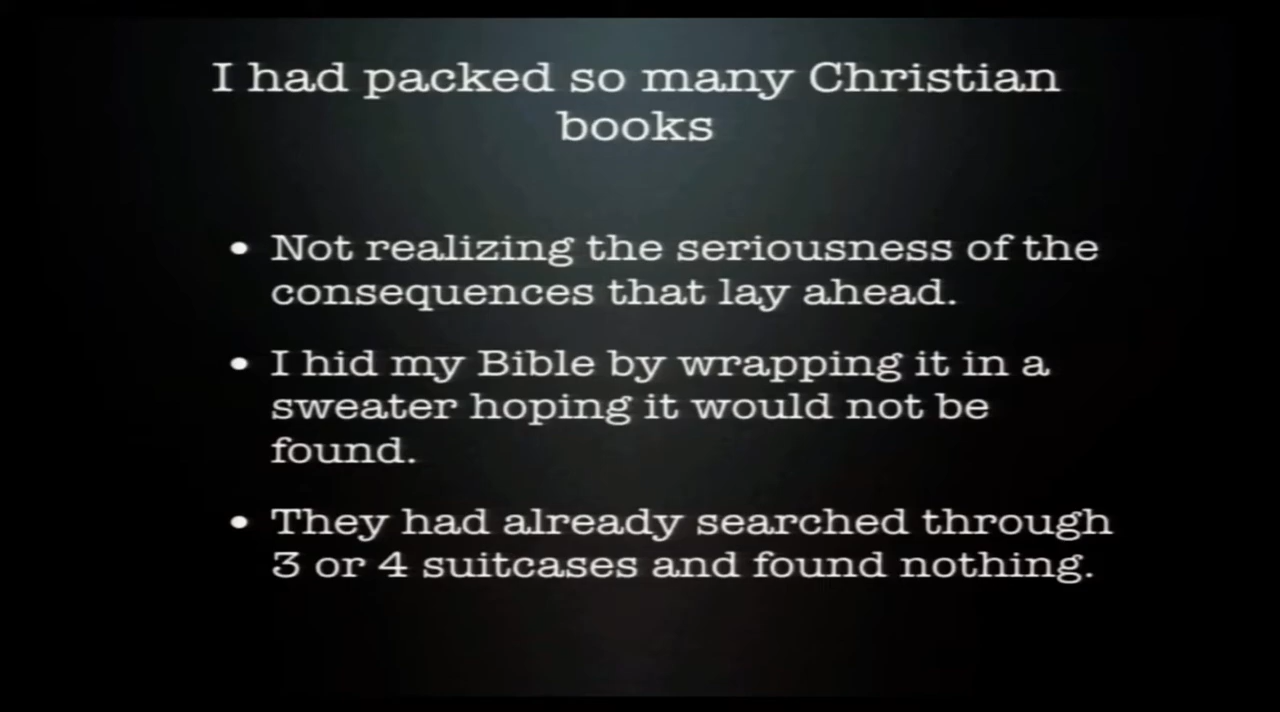 I had packed so many Christian
books
• Not realizing the seriousness of the
consequences that lay ahead.
• I hid my Bible by wrapping it in a
sweater hoping it would not be
found.
• They had already searched through
3 or 4 suitcases and found nothing.